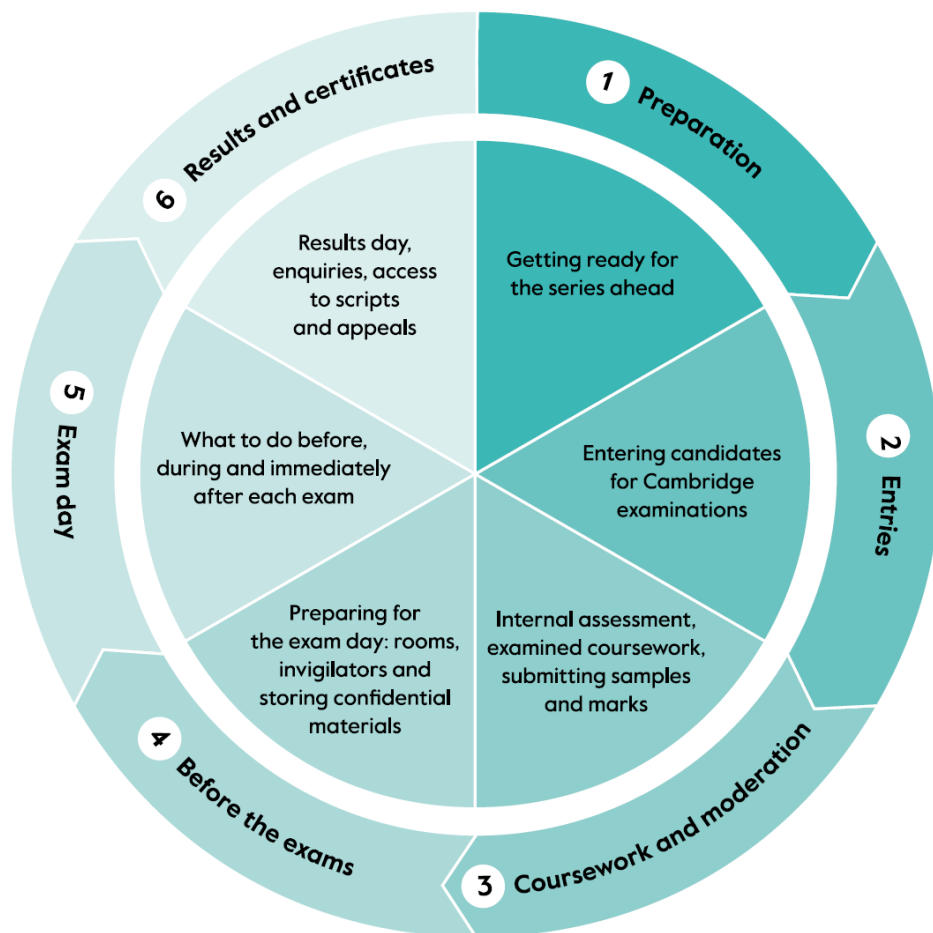 1 Preparation
Getting ready for
the series ahead
2 Entries
Entering candidates
for Cambridge
examinations
3 Coursework and moderation
Internal assessment,
examined coursework,
submitting samples
and marks
4 Before the exams
Preparing for
the exam day: rooms,
invigilators and
storing confidential
materials
5 Exam day
What to do before,
during and immediately
after each exam
6 Results and certificates
Results day,
enquiries, access
to scripts
and appeals